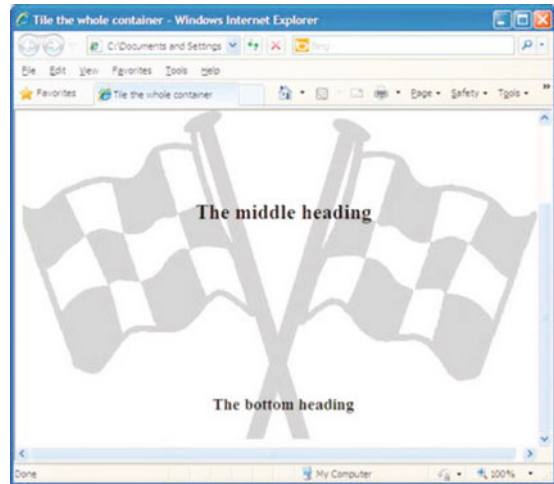 Tile the whole container - Windows Internet Explorer
C:\Documents and Settings
Bing
File Edit View Favorites Tools Help
Favorites Tile the whole container Page Safety Tools »
The middle heading
The bottom heading
Done My Computer 100%